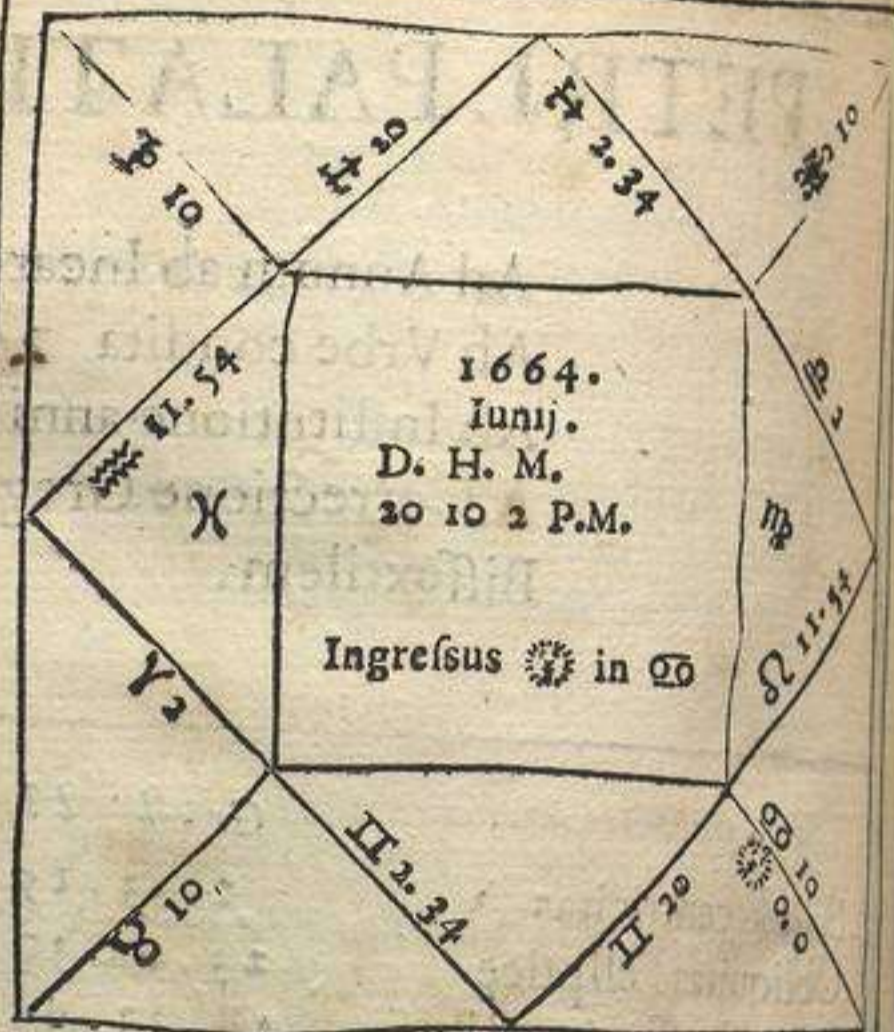 ♐ 20
♐ 2. 34
♏ 10
♑ 10
♒ 11. 54
♓
♈ 2
♉ 10
♊ 2. 34
♊ 20
♋ 10
0. 0
♌ 11.
♍
♎ 2
1664.
Iunij.
D. H. M.
20 10 2 P.M.
Ingreſsus ☉ in ♋